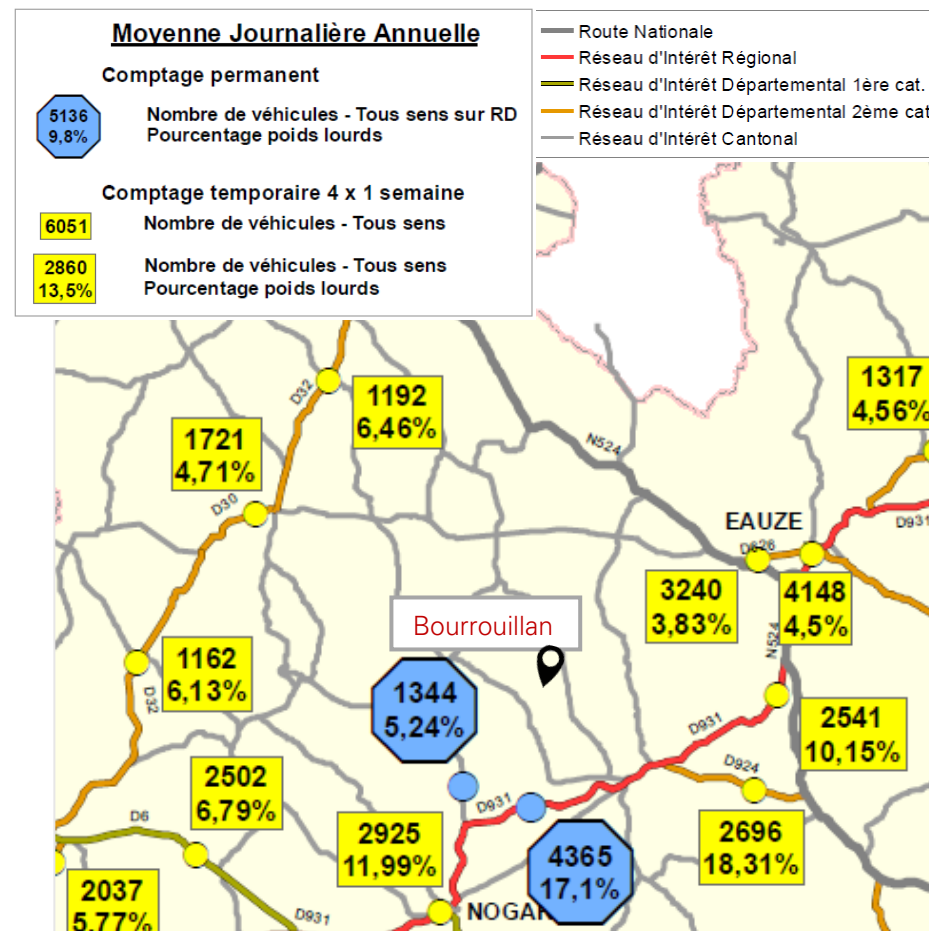 Moyenne Journalière Annuelle
Comptage permanent
5136
9,8%
Nombre de véhicules - Tous sens sur RD
Pourcentage poids lourds
Comptage temporaire 4 x 1 semaine
6051
Nombre de véhicules - Tous sens
2860
13,5%
Nombre de véhicules - Tous sens
Pourcentage poids lourds
Route Nationale
Réseau d'Intérêt Régional
Réseau d'Intérêt Départemental 1ère cat.
Réseau d'Intérêt Départemental 2ème cat
Réseau d'Intérêt Cantonal
D32
1192
6,46%
1317
4,56%
1721
4,71%
N524
D30
EAUZE
D931
D626
3240
3,83%
4148
4,5%
Bourrouillan
N524
1162
6,13%
D32
1344
5,24%
D931
2541
10,15%
D924
2502
6,79%
D931
D6
2925
11,99%
2696
18,31%
4365
17,1%
2037
5,77%
D931
NOGAR